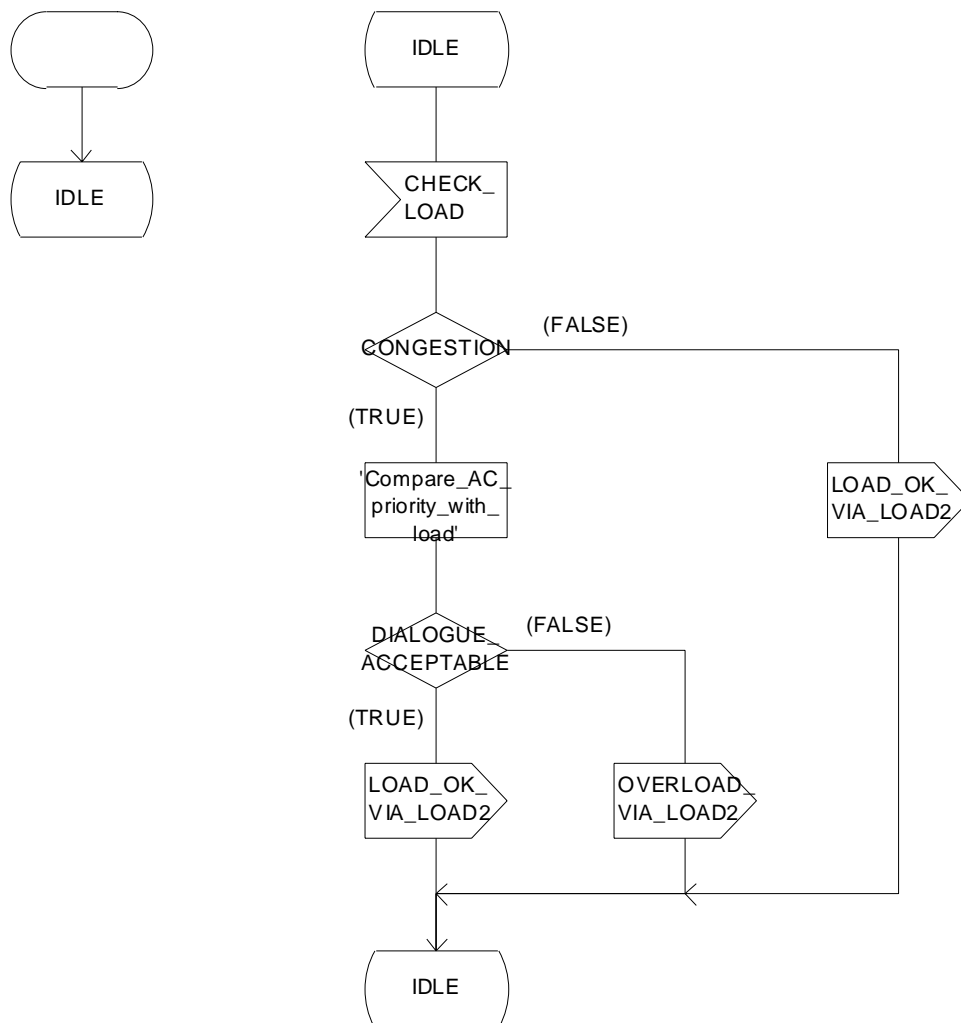 IDLE
IDLE
CHECK_
LOAD
(FALSE)
CONGESTION
(TRUE)
'Compare_AC_
priority_with_
load'
LOAD_OK_
VIA_LOAD2
DIALOGUE_
ACCEPTABLE
(FALSE)
(TRUE)
LOAD_OK_
VIA_LOAD2
OVERLOAD_
VIA_LOAD2
IDLE